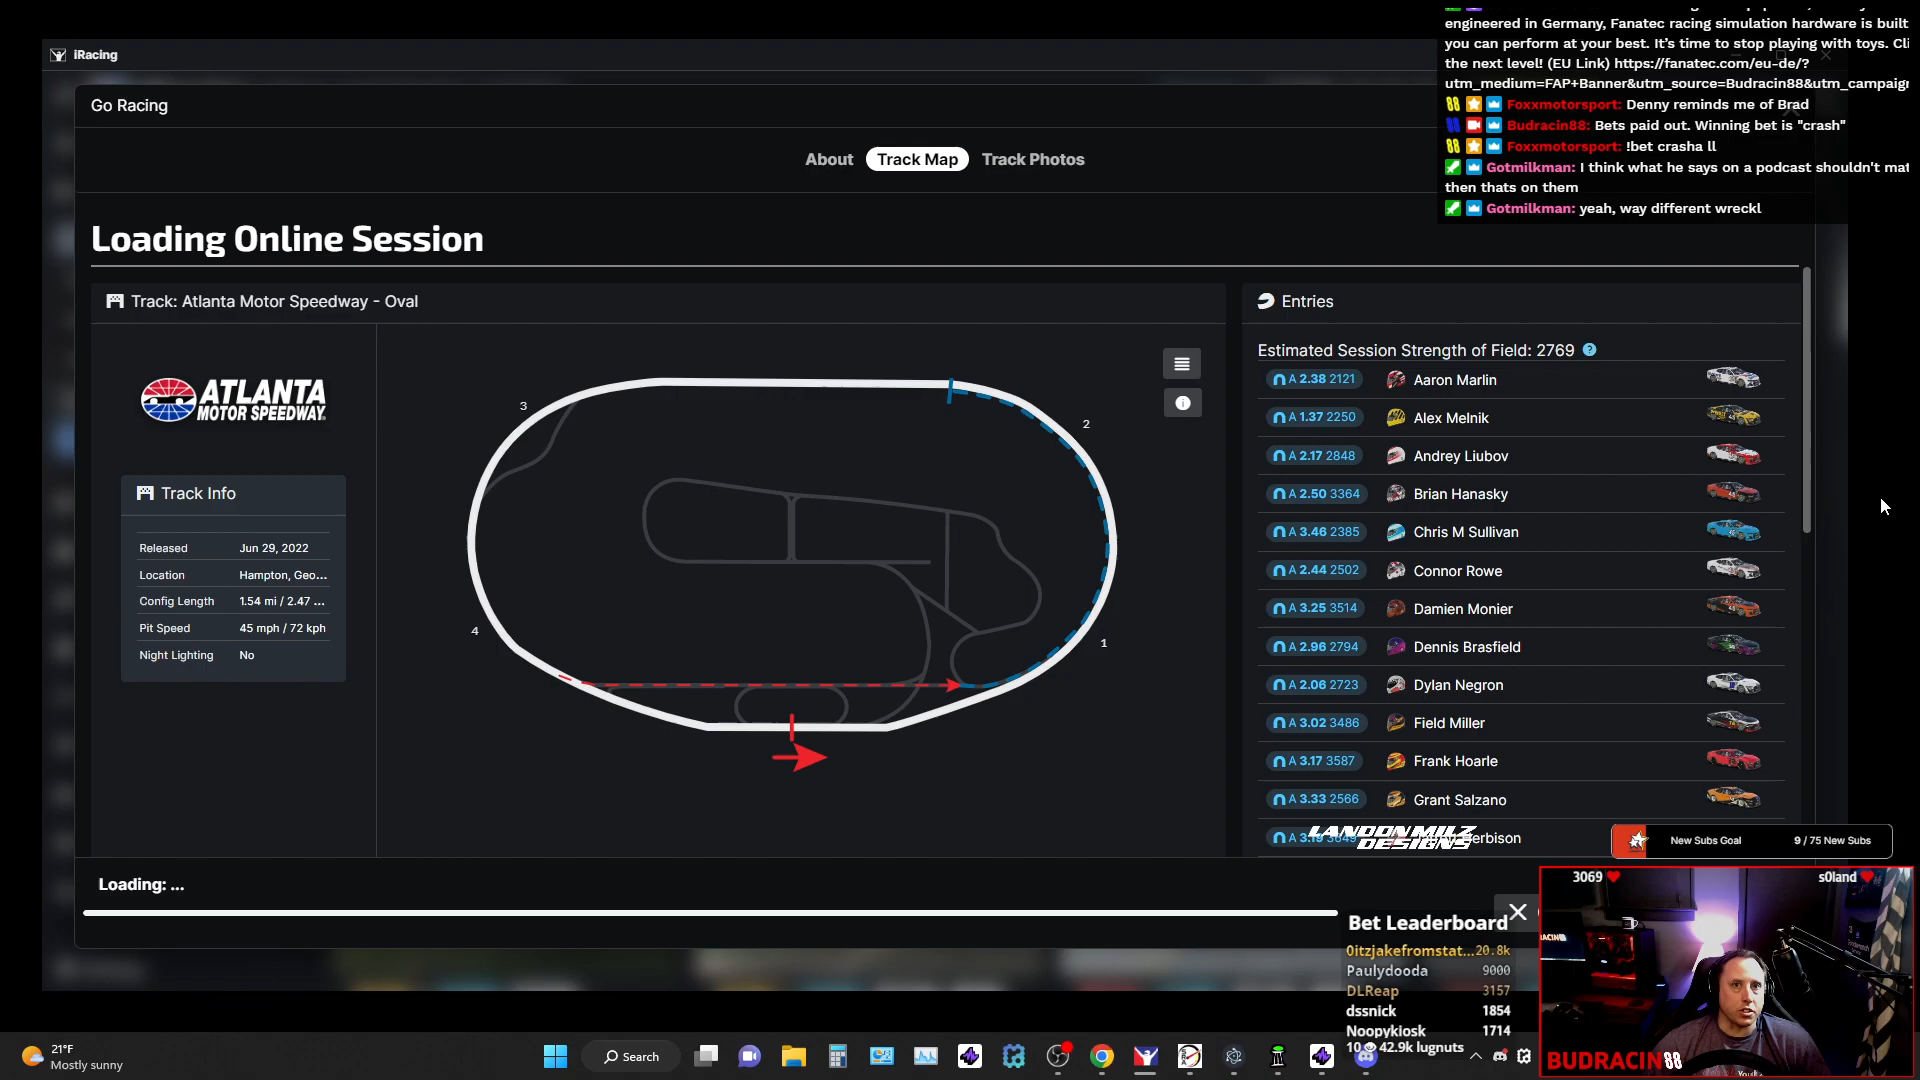 engineered in Germany, Fanatec racing simulation hardware is built
you can perform at your best. It's time to stop playing with toys. Cli
the next level! (EU Link) https://fanatec.com/eu-de/?
utm_medium=FAP+Banner&utm_source=Budracin88&utm_campaign
Foxxmotorsport: Denny reminds me of Brad
Budracin88: Bets paid out. Winning bet is "crash"
Foxxmotorsport: !bet crasha ll
Gotmilkman: I think what he says on a podcast shouldn't mat
then thats on them
Gotmilkman: yeah, way different wreckl
iRacing
Go Racing
About
Track Map
Track Photos
Loading Online Session
Track: Atlanta Motor Speedway - Oval
ATLANTA
MOTOR SPEEDWAY
Track Info
Released Jun 29, 2022
Location Hampton, Geo...
Config Length 1.54 mi / 2.47 ...
Pit Speed 45 mph / 72 kph
Night Lighting No
3
2
4
1
Entries
Estimated Session Strength of Field: 2769 ?
A 2.38 2121 Aaron Marlin
A 1.37 2250 Alex Melnik
A 2.17 2848 Andrey Liubov
A 2.50 3364 Brian Hanasky
A 3.46 2385 Chris M Sullivan
A 2.44 2502 Connor Rowe
A 3.25 3514 Damien Monier
A 2.96 2794 Dennis Brasfield
A 2.06 2723 Dylan Negron
A 3.02 3486 Field Miller
A 3.17 3587 Frank Hoarle
A 3.33 2566 Grant Salzano
LANDON MILZ
DESIGNS
New Subs Goal 9 / 75 New Subs
Loading: ...
Bet Leaderboard
0itzjakefromstat...20.8k
Paulydooda 9000
DLReap 3157
dssnick 1854
Noopykiosk 1714
42.9k lugnuts
3069
s0land
BUDRACIN88
21°F
Mostly sunny
Search